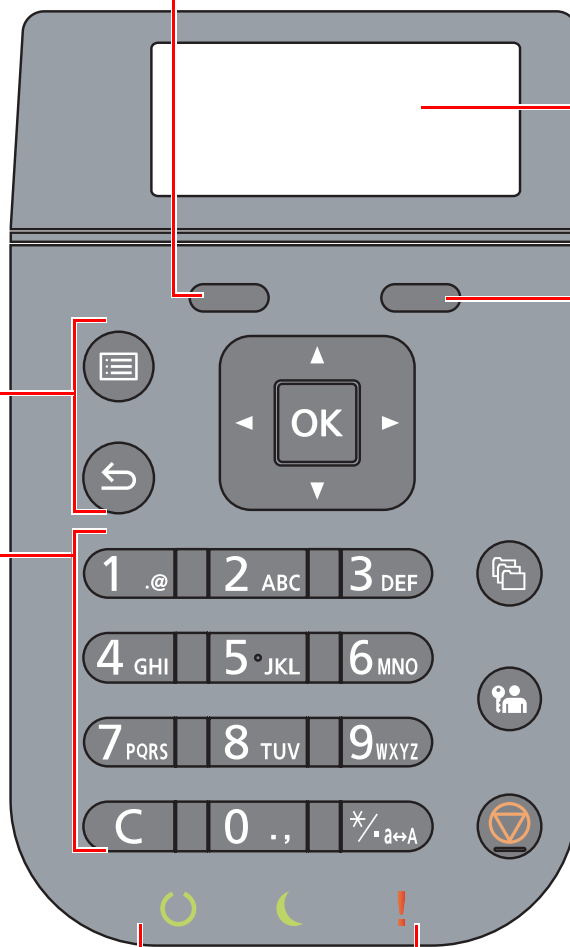 OK
1 .@ 2 ABC 3 DEF
4 GHI 5 JKL 6 MNO
7 PQRS 8 TUV 9 WXYZ
C 0 ., */. a↔A
!